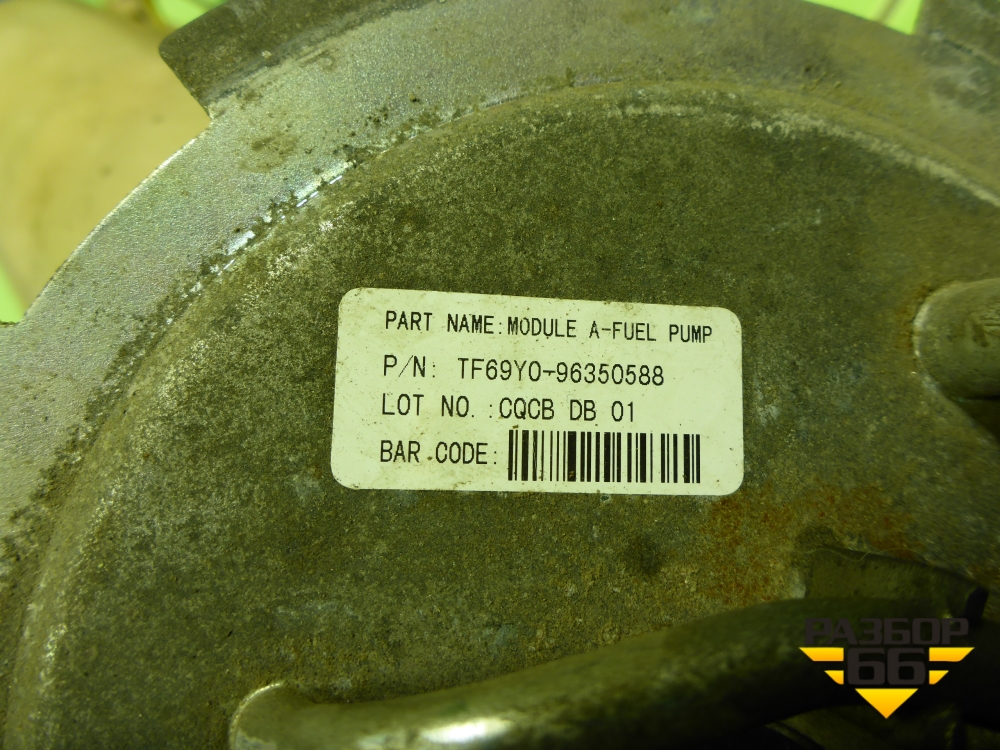 PART NAME:MODULE A-FUEL PUMP
P/N: TF69Y0-96350588
LOT NO. :CQCB DB 01
BAR CODE:
РАЗБОР
66